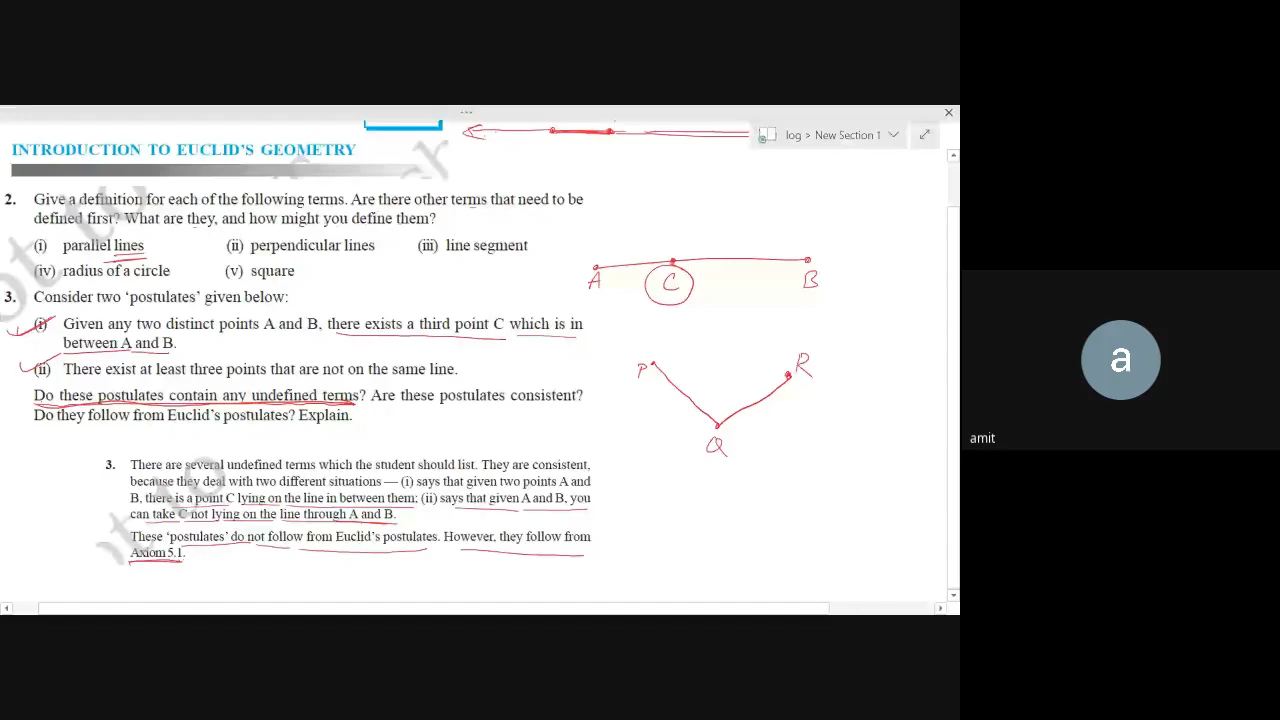 log > New Section 1
INTRODUCTION TO EUCLID'S GEOMETRY
2. Give a definition for each of the following terms. Are there other terms that need to be
defined first? What are they, and how might you define them?
(i) parallel lines (ii) perpendicular lines (iii) line segment
(iv) radius of a circle (v) square
3. Consider two 'postulates' given below:
(i) Given any two distinct points A and B, there exists a third point C which is in
between A and B.
(ii) There exist at least three points that are not on the same line.
Do these postulates contain any undefined terms? Are these postulates consistent?
Do they follow from Euclid's postulates? Explain.
3. There are several undefined terms which the student should list. They are consistent,
because they deal with two different situations — (i) says that given two points A and
B, there is a point C lying on the line in between them; (ii) says that given A and B, you
can take C not lying on the line through A and B.
These 'postulates' do not follow from Euclid's postulates. However, they follow from
Axiom 5.1.
A C B
P R
Q
a
amit